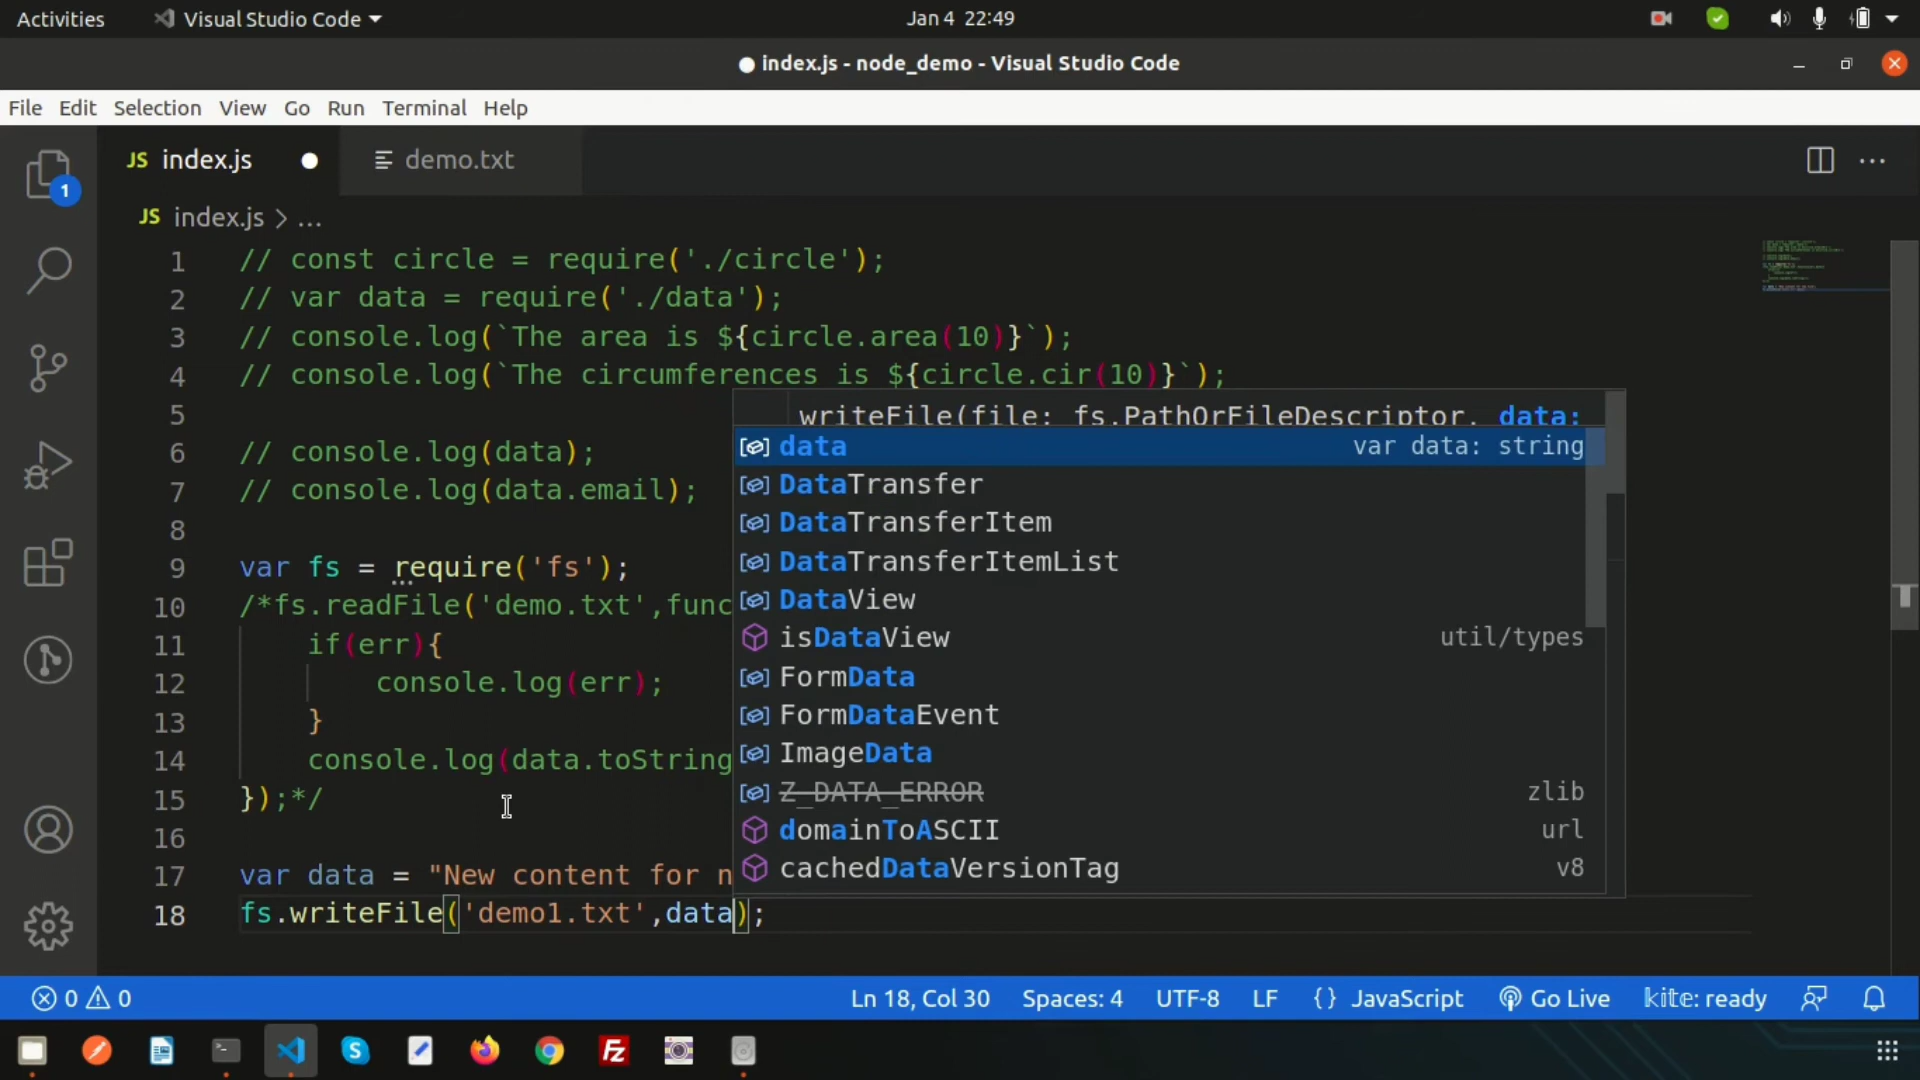 Activities Visual Studio Code Jan 4 22:49
index.js - node_demo - Visual Studio Code
File Edit Selection View Go Run Terminal Help
JS index.js demo.txt
1
JS index.js > ...
1 // const circle = require('./circle');
2 // var data = require('./data');
3 // console.log(`The area is ${circle.area(10)}`);
4 // console.log(`The circumferences is ${circle.cir(10)}`);
5
6 // console.log(data);
7 // console.log(data.email);
8
9 var fs = require('fs');
10 /*fs.readFile('demo.txt',func
11 if(err){
12 console.log(err);
13 }
14 console.log(data.toString
15 });*/
16
17 var data = "New content for n
18 fs.writeFile('demo1.txt',data);
writeFile(file: fs.PathOrFileDescriptor, data:
data var data: string
DataTransfer
DataTransferItem
DataTransferItemList
DataView
isDataView util/types
FormData
FormDataEvent
ImageData
Z_DATA_ERROR zlib
domainToASCII url
cachedDataVersionTag v8
0 0 Ln 18, Col 30 Spaces: 4 UTF-8 LF {} JavaScript Go Live kite: ready